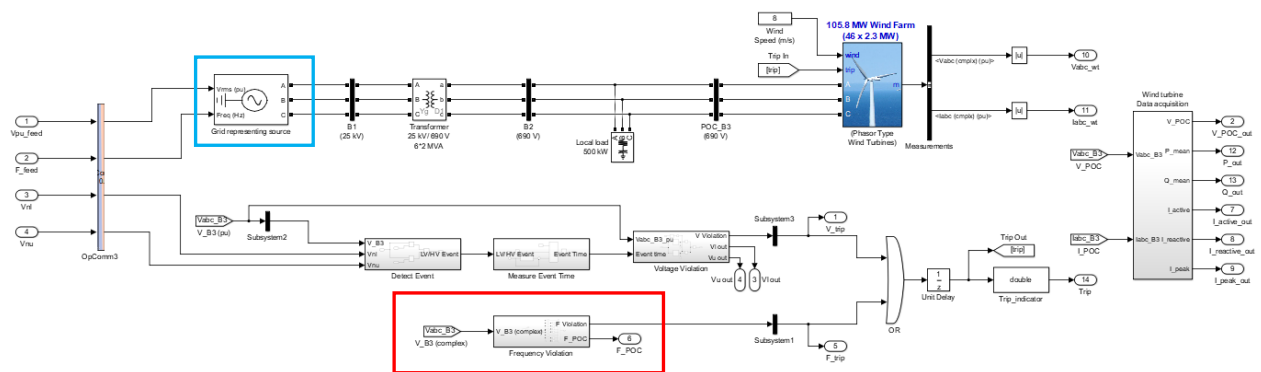 8
Wind
Speed (m/s)
Trip In
[trip]
105.8 MW Wind Farm
(46 x 2.3 MW)
wind
trip
A
B
C
m
(Phasor Type
Wind Turbines)
Measurements
<Vabc (cmplx) (pu)>
<Iabc (cmplx) (pu)>
|u|
|u|
10
Vabc_wt
11
Iabc_wt
1
Vpu_feed
2
F_feed
3
Vnl
4
Vnu
OpComm3
Vrms (pu)
Freq (Hz)
A
B
C
Grid representing source
B1
(25 kV)
A
B
C
a
b
c
Yg
Transformer
25 kV/ 690 V
6*2 MVA
B2
(690 V)
Local load
500 kW
A
B
C
POC_B3
(690 V)
Wind turbine
Data acquisition
Vabc_B3
V_POC
Iabc_B3
I_POC
Vabc_B3
Iabc_B3
V_POC
P_mean
Q_mean
I_active
I_reactive
I_peak
2
V_POC_out
12
P_out
13
Q_out
7
I_active_out
8
I_reactive_out
9
I_peak_out
Vabc_B3
V_B3 (pu)
Subsystem2
V_B3
Vnl
Vnu
LV/HV Event
Detect Event
LV/HV Event
Event Time
Measure Event Time
Vabc_B3_pu
Event time
V Violation
Vl out
Vu out
Voltage Violation
4
Vu out
3
Vl out
Subsystem3
1
V_trip
OR
1
z
Unit Delay
Trip Out
[trip]
double
Trip_indicator
14
Trip
Vabc_B3
V_B3 (complex)
V_B3 (complex)
F Violation
F_POC
Frequency Violation
6
F_POC
Subsystem1
5
F_trip